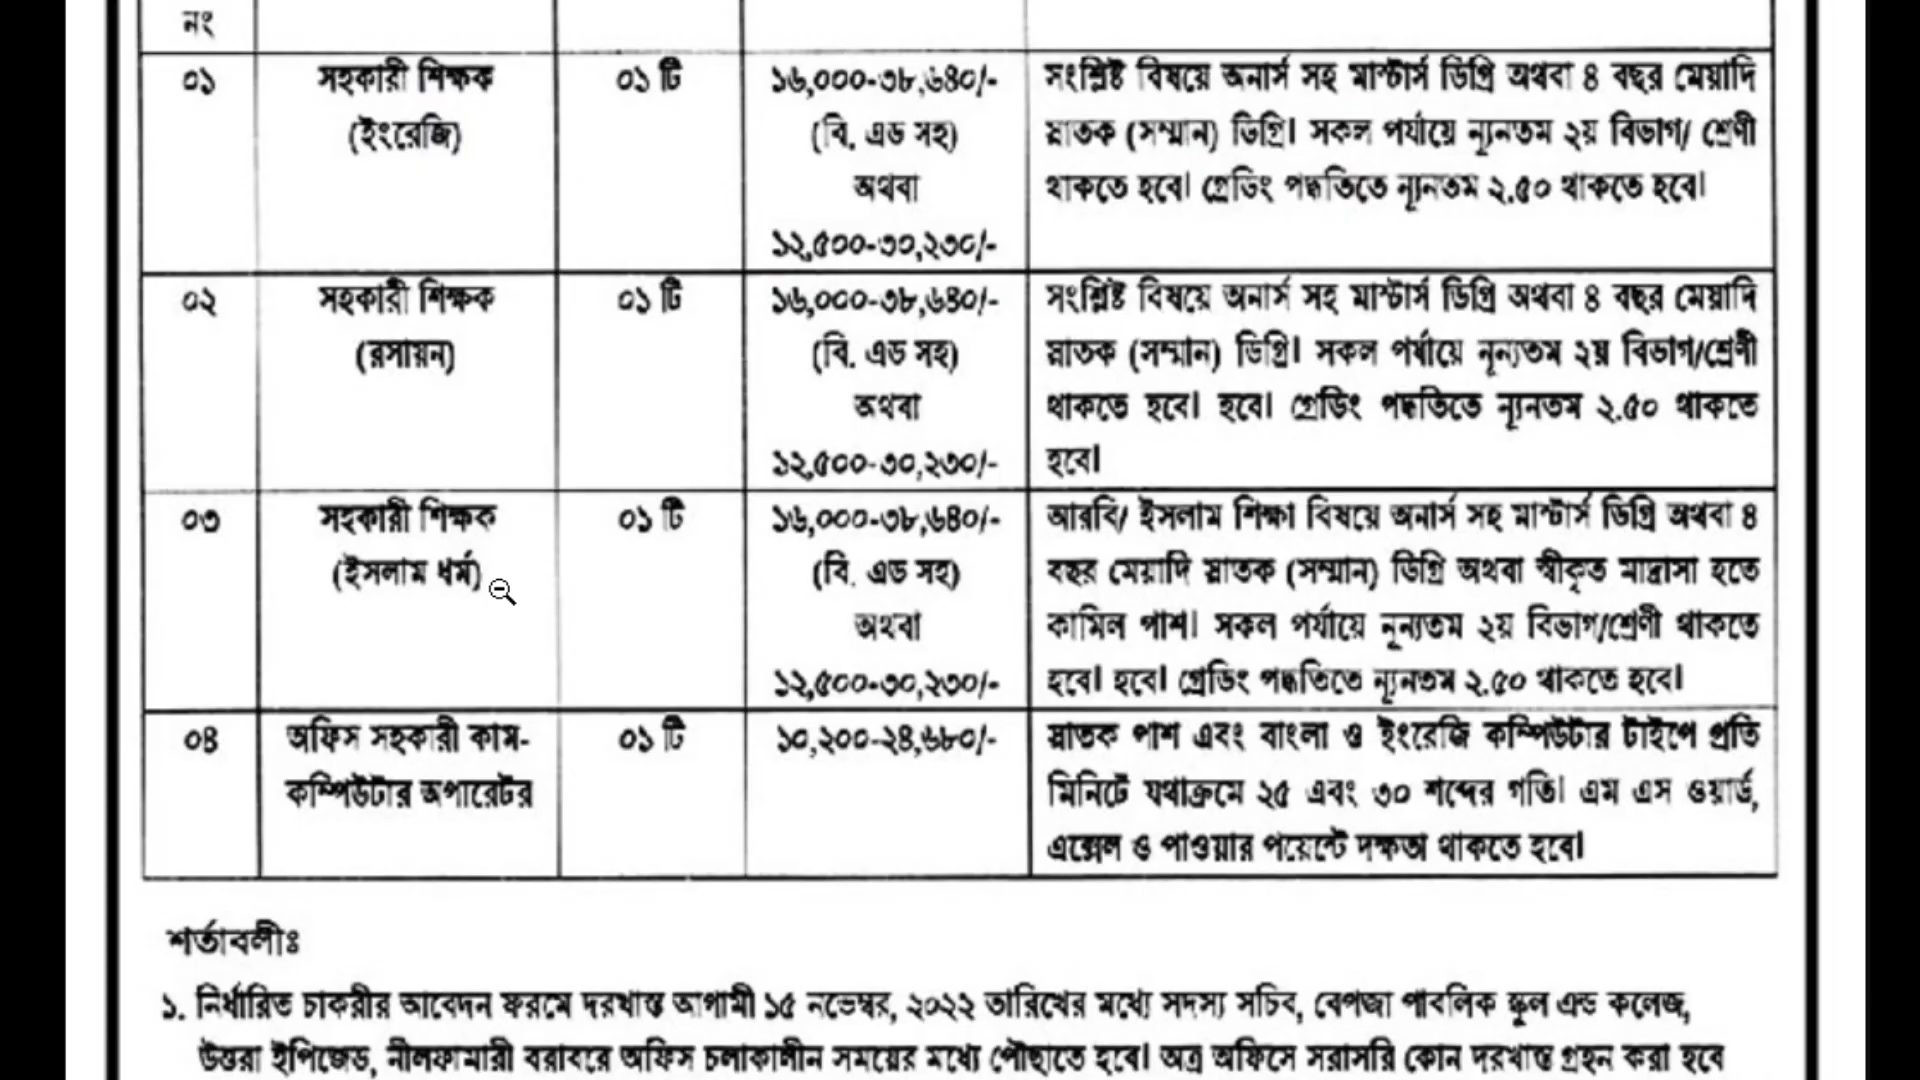 নং
০১
সহকারী শিক্ষক
(ইংরেজি)
০১ টি
১৬,০০০-৩৮,৬৪০/-
(বি. এড সহ)
অথবা
১২,৫০০-৩০,২৩০/-
সংশ্লিষ্ট বিষয়ে অনার্স সহ মাস্টার্স ডিগ্রি অথবা ৪ বছর মেয়াদি
স্নাতক (সম্মান) ডিগ্রি। সকল পর্যায়ে ন্যূনতম ২য় বিভাগ/ শ্রেণী
থাকতে হবে। গ্রেডিং পদ্ধতিতে ন্যূনতম ২.৫০ থাকতে হবে।
০২
সহকারী শিক্ষক
(রসায়ন)
০১ টি
১৬,০০০-৩৮,৬৪০/-
(বি. এড সহ)
অথবা
১২,৫০০-৩০,২৩০/-
সংশ্লিষ্ট বিষয়ে অনার্স সহ মাস্টার্স ডিগ্রি অথবা ৪ বছর মেয়াদি
স্নাতক (সম্মান) ডিগ্রি। সকল পর্যায়ে নূন্যতম ২য় বিভাগ/শ্রেণী
থাকতে হবে। হবে। গ্রেডিং পদ্ধতিতে ন্যূনতম ২.৫০ থাকতে
হবে।
০৩
সহকারী শিক্ষক
(ইসলাম ধর্ম)
০১ টি
১৬,০০০-৩৮,৬৪০/-
(বি. এড সহ)
অথবা
১২,৫০০-৩০,২৩০/-
আরবি/ ইসলাম শিক্ষা বিষয়ে অনার্স সহ মাস্টার্স ডিগ্রি অথবা ৪
বছর মেয়াদি স্নাতক (সম্মান) ডিগ্রি অথবা স্বীকৃত মাদ্রাসা হতে
কামিল পাশ। সকল পর্যায়ে নূন্যতম ২য় বিভাগ/শ্রেণী থাকতে
হবে। হবে। গ্রেডিং পদ্ধতিতে ন্যূনতম ২.৫০ থাকতে হবে।
০৪
অফিস সহকারী কাম-
কম্পিউটার অপারেটর
০১ টি
১০,২০০-২৪,৬৮০/-
স্নাতক পাশ এবং বাংলা ও ইংরেজি কম্পিউটার টাইপে প্রতি
মিনিটে যথাক্রমে ২৫ এবং ৩০ শব্দের গতি। এম এস ওয়ার্ড,
এক্সেল ও পাওয়ার পয়েন্টে দক্ষতা থাকতে হবে।
শর্তাবলীঃ
১. নির্ধারিত চাকরীর আবেদন ফরমে দরখাস্ত আগামী ১৫ নভেম্বর, ২০২২ তারিখের মধ্যে সদস্য সচিব, বেপজা পাবলিক স্কুল এন্ড কলেজ,
উত্তরা ইপিজেড, নীলফামারী বরাবরে অফিস চলাকালীন সময়ের মধ্যে পৌছাতে হবে। অত্র অফিসে সরাসরি কোন দরখাস্ত গ্রহন করা হবে